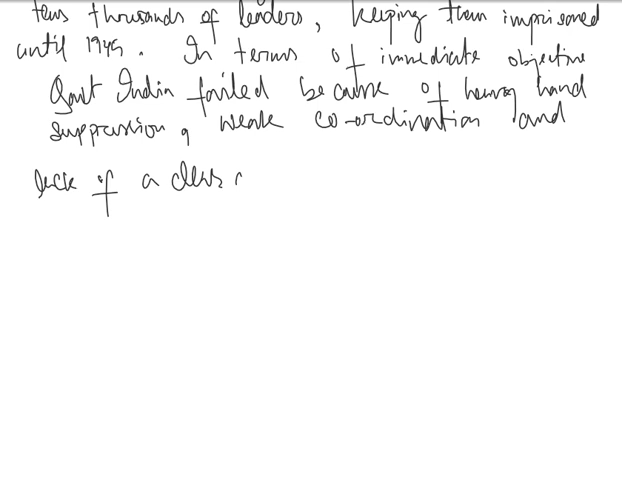 tens thousands of leaders, keeping them imprisoned
until 1945. In terms of immediate objective
Quit India failed because of heavy hand
suppression, weak co-ordination and
lack of a clear